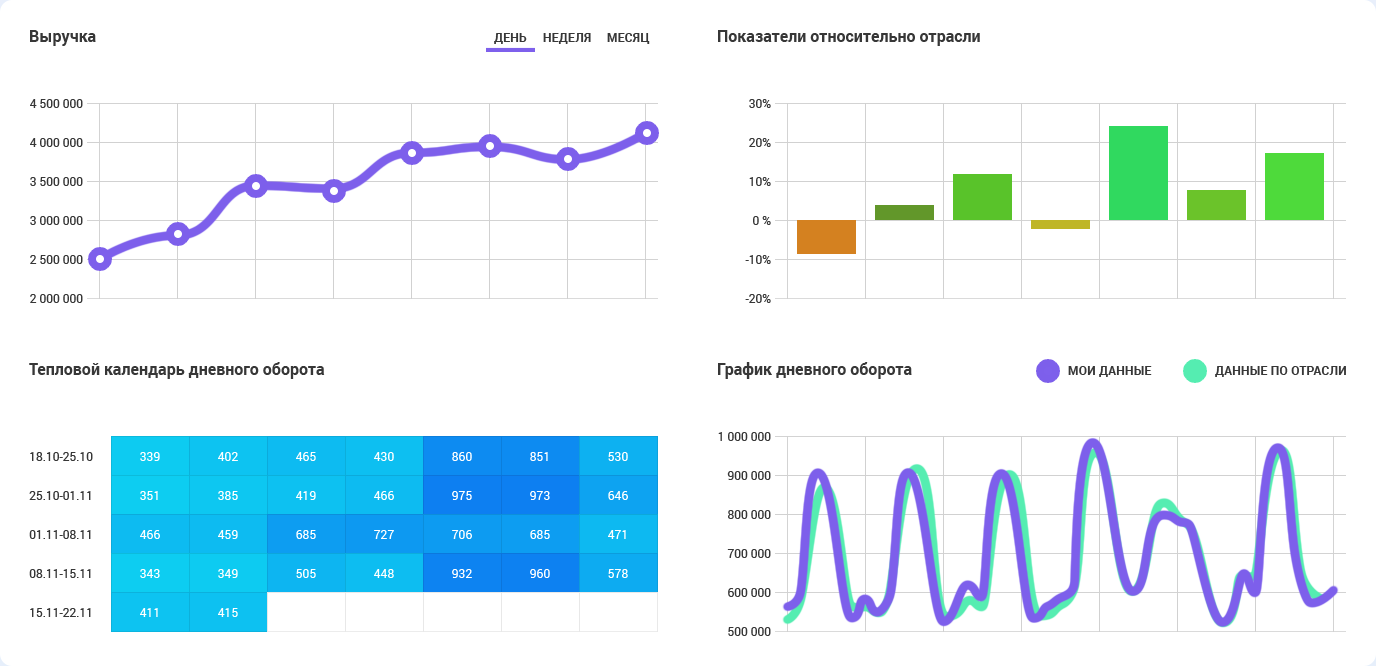 Выручка
ДЕНЬ НЕДЕЛЯ МЕСЯЦ
4 500 000
4 000 000
3 500 000
3 000 000
2 500 000
2 000 000
Показатели относительно отрасли
30%
20%
10%
0 %
-10%
-20%
Тепловой календарь дневного оборота
18.10-25.10 339 402 465 430 860 851 530
25.10-01.11 351 385 419 466 975 973 646
01.11-08.11 466 459 685 727 706 685 471
08.11-15.11 343 349 505 448 932 960 578
15.11-22.11 411 415
График дневного оборота
МОИ ДАННЫЕ ДАННЫЕ ПО ОТРАСЛИ
1 000 000
900 000
800 000
700 000
600 000
500 000